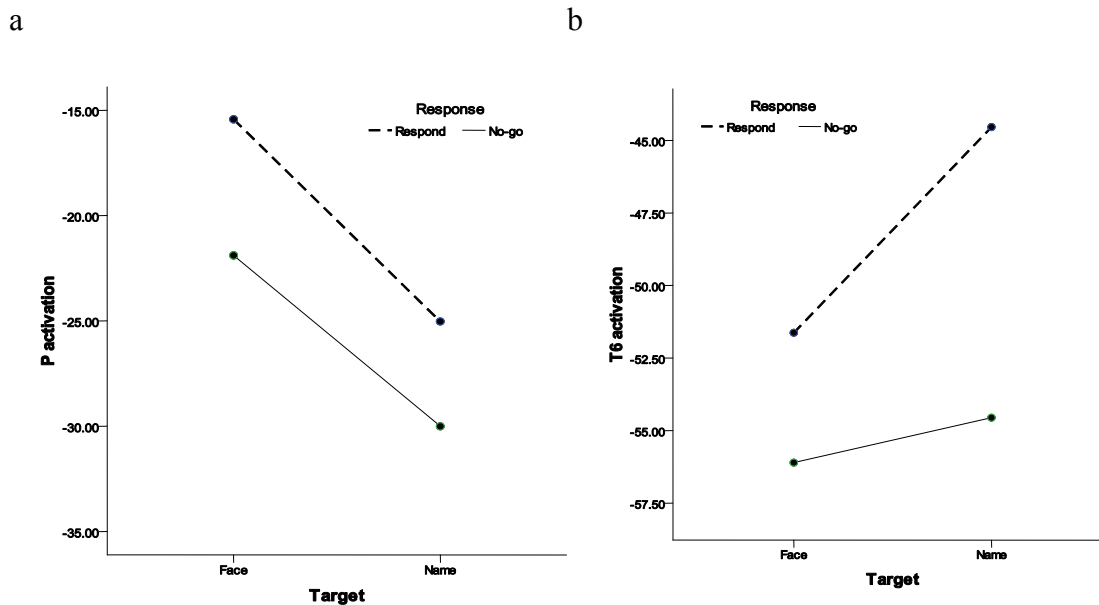 a
Response
Respond No-go
-15.00
-20.00
-25.00
-30.00
-35.00
P activation
Face Name
Target
b
Response
Respond No-go
-45.00
-47.50
-50.00
-52.50
-55.00
-57.50
T6 activation
Face Name
Target